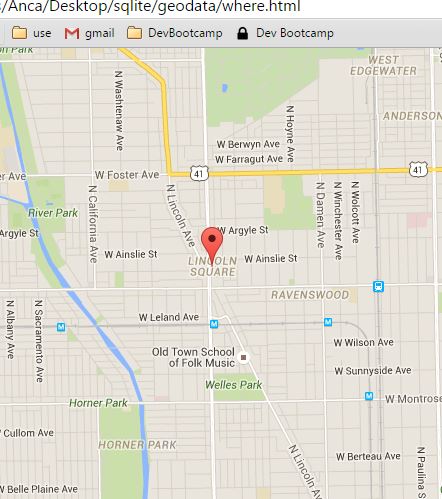 s/Anca/Desktop/sqlite/geodata/where.html
use gmail DevBootcamp Dev Bootcamp
orn Park
N Washtenaw Ave
WEST
EDGEWATER
N Hoyne Ave
ANDERSON
W Berwyn Ave
W Farragut Ave
41
41
W Foster Ave
N California Ave
N Lincoln Ave
N Damen Ave
N Winchester Ave
N Wolcott Ave
River Park
Argyle St
W Argyle St
W Ainslie St
LINCOLN
SQUARE
W Ainslie St
RAVENSWOOD
N Albany Ave
N Sacramento Ave
W Leland Ave
M
M
Old Town School
of Folk Music
W Wilson Ave
W Sunnyside Ave
Welles Park
M
Horner Park
W Montrose
Cullom Ave
HORNER PARK
N Lincoln Ave
W Berteau Ave
N Paulina S
W Belle Plaine Ave